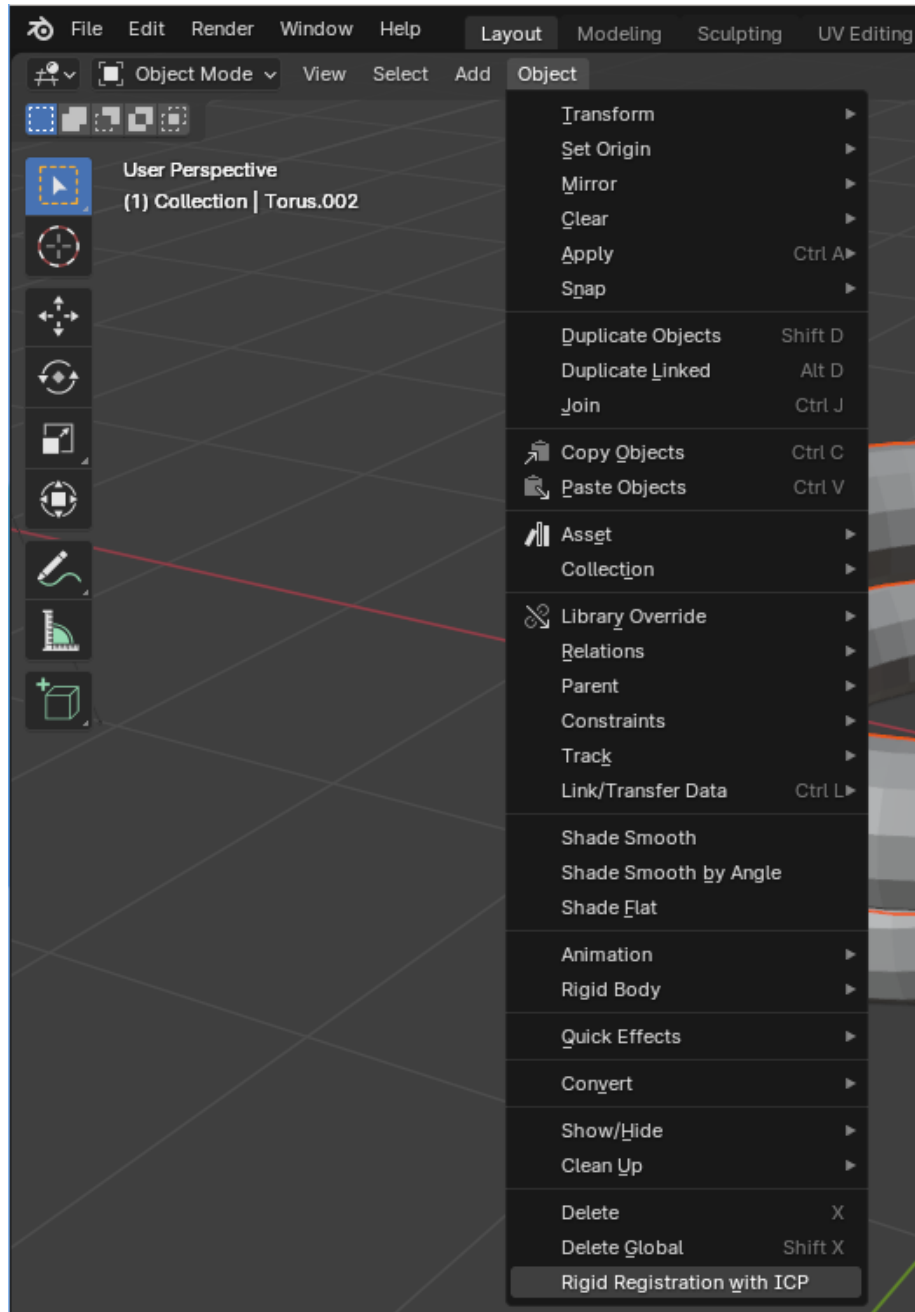 File Edit Render Window Help Layout Modeling Sculpting UV Editing
Object Mode View Select Add Object
User Perspective
(1) Collection | Torus.002
Transform
Set Origin
Mirror
Clear
Apply Ctrl A
Snap
Duplicate Objects Shift D
Duplicate Linked Alt D
Join Ctrl J
Copy Objects Ctrl C
Paste Objects Ctrl V
Asset
Collection
Library Override
Relations
Parent
Constraints
Track
Link/Transfer Data Ctrl L
Shade Smooth
Shade Smooth by Angle
Shade Flat
Animation
Rigid Body
Quick Effects
Convert
Show/Hide
Clean Up
Delete X
Delete Global Shift X
Rigid Registration with ICP